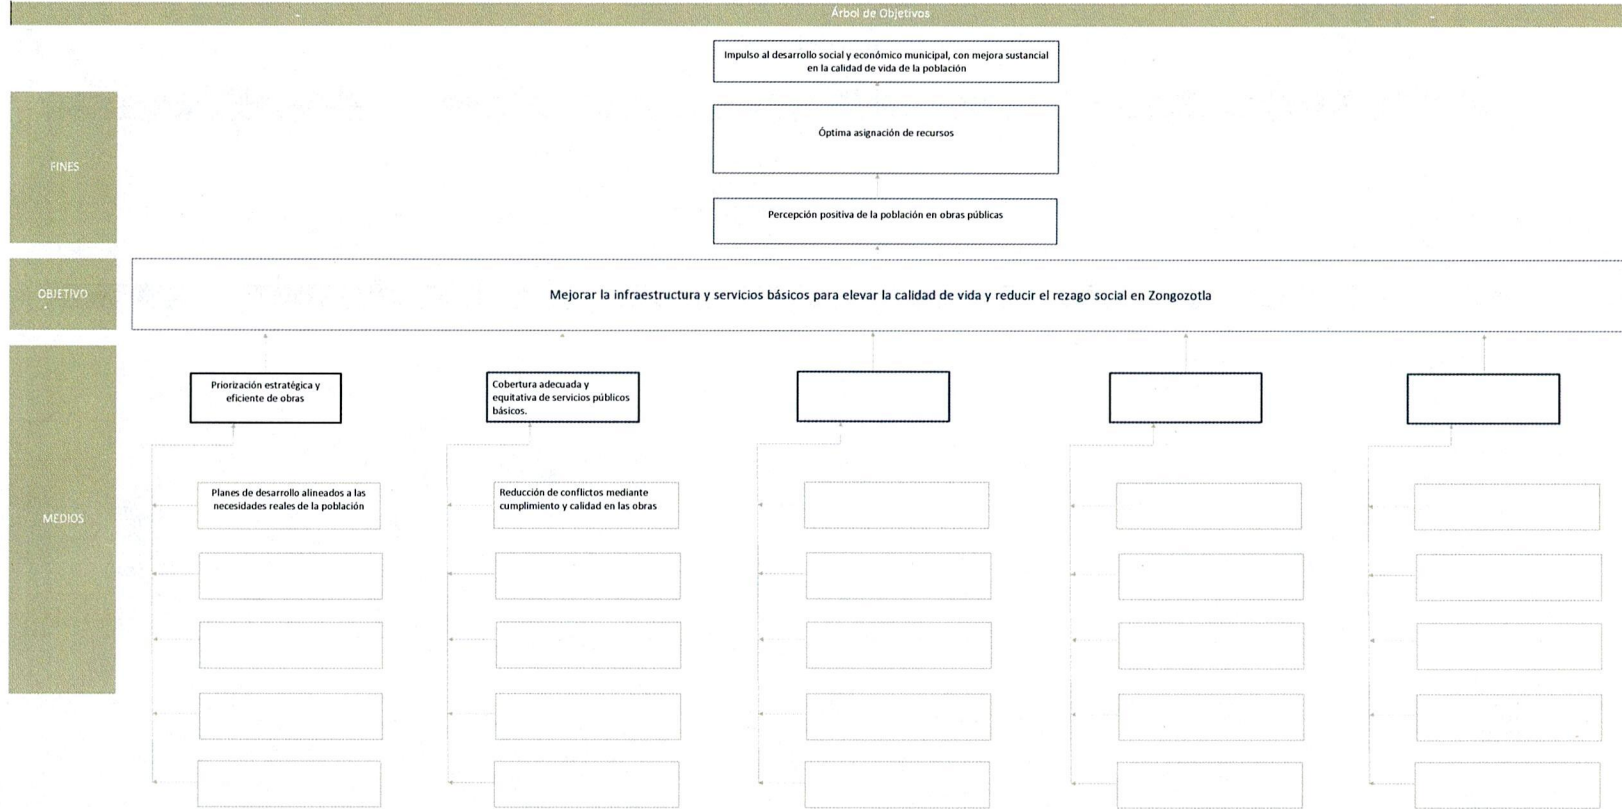 Árbol de Objetivos
Impulso al desarrollo social y económico municipal, con mejora sustancial
en la calidad de vida de la población
FINES
Óptima asignación de recursos
Percepción positiva de la población en obras públicas
OBJETIVO
Mejorar la infraestructura y servicios básicos para elevar la calidad de vida y reducir el rezago social en Zongozotla
MEDIOS
Priorización estratégica y
eficiente de obras
Cobertura adecuada y
equitativa de servicios públicos
básicos.
Planes de desarrollo alineados a las
necesidades reales de la población
Reducción de conflictos mediante
cumplimiento y calidad en las obras